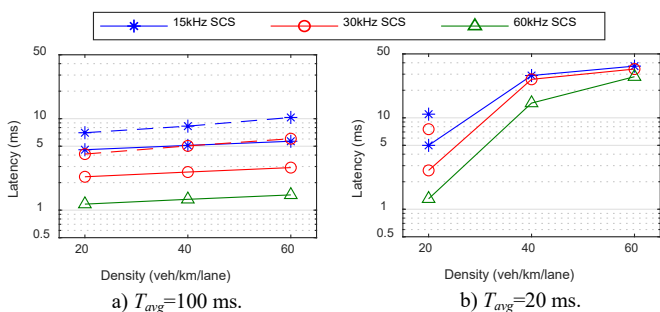 15kHz SCS 30kHz SCS 60kHz SCS
50
10
5
1
0.5
Latency (ms)
20 40 60
Density (veh/km/lane)
a) Tavg=100 ms.
50
10
5
1
0.5
Latency (ms)
20 40 60
Density (veh/km/lane)
b) Tavg=20 ms.